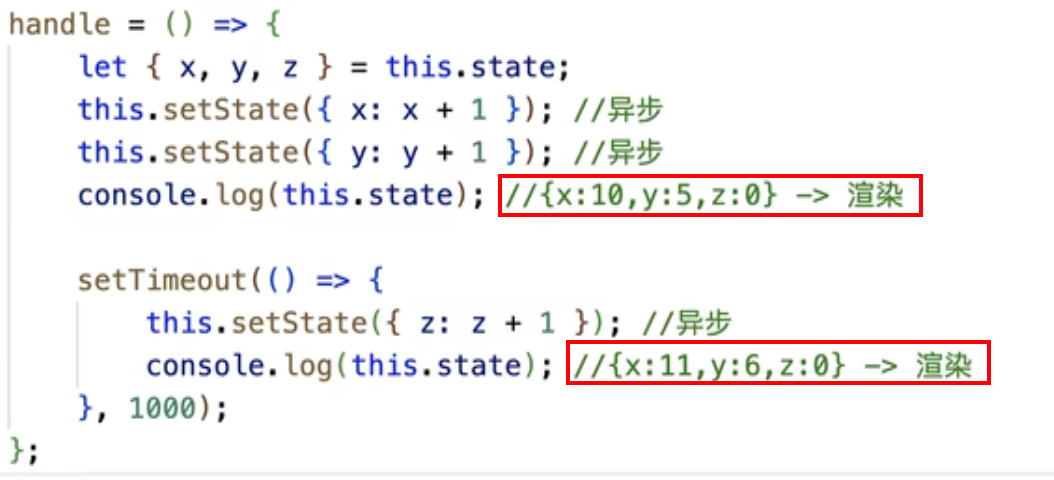 handle = () => {
let { x, y, z } = this.state;
this.setState({ x: x + 1 }); //异步
this.setState({ y: y + 1 }); //异步
console.log(this.state); //{x:10,y:5,z:0} -> 渲染
setTimeout(() => {
this.setState({ z: z + 1 }); //异步
console.log(this.state); //{x:11,y:6,z:0} -> 渲染
}, 1000);
};